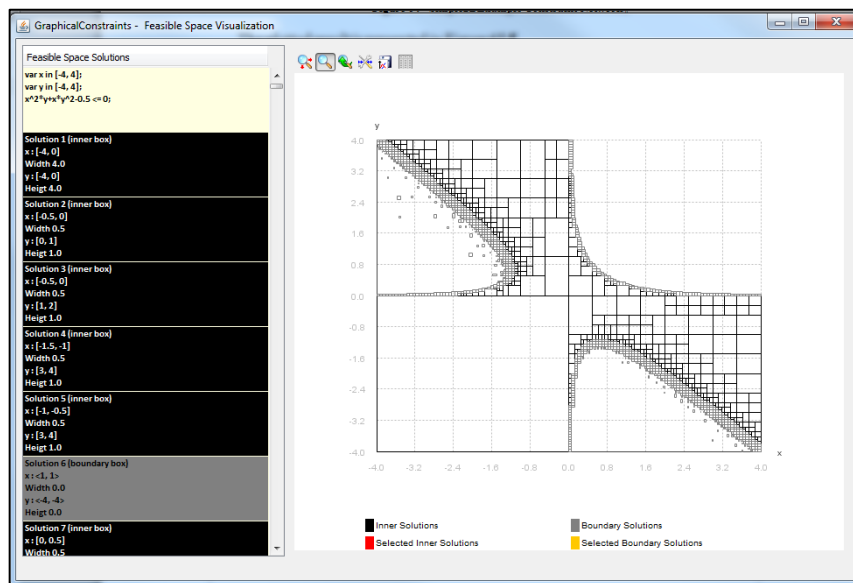 GraphicalConstraints - Feasible Space Visualization
Feasible Space Solutions
var x in [-4, 4];
var y in [-4, 4];
x^2*y+x*y^2-0.5 <= 0;
Solution 1 (inner box)
x : [-4, 0]
Width 4.0
y : [-4, 0]
Heigt 4.0
Solution 2 (inner box)
x : [-0.5, 0]
Width 0.5
y : [0, 1]
Heigt 1.0
Solution 3 (inner box)
x : [-0.5, 0]
Width 0.5
y : [1, 2]
Heigt 1.0
Solution 4 (inner box)
x : [-1.5, -1]
Width 0.5
y : [3, 4]
Heigt 1.0
Solution 5 (inner box)
x : [-1, -0.5]
Width 0.5
y : [3, 4]
Heigt 1.0
Solution 6 (boundary box)
x : <1, 1>
Width 0.0
y : <-4, -4>
Heigt 0.0
Solution 7 (inner box)
x : [0, 0.5]
Width 0.5
y
4.0
3.2
2.4
1.6
0.8
0.0
-0.8
-1.6
-2.4
-3.2
-4.0
x
-4.0 -3.2 -2.4 -1.6 -0.8 0.0 0.8 1.6 2.4 3.2 4.0
Inner Solutions
Boundary Solutions
Selected Inner Solutions
Selected Boundary Solutions